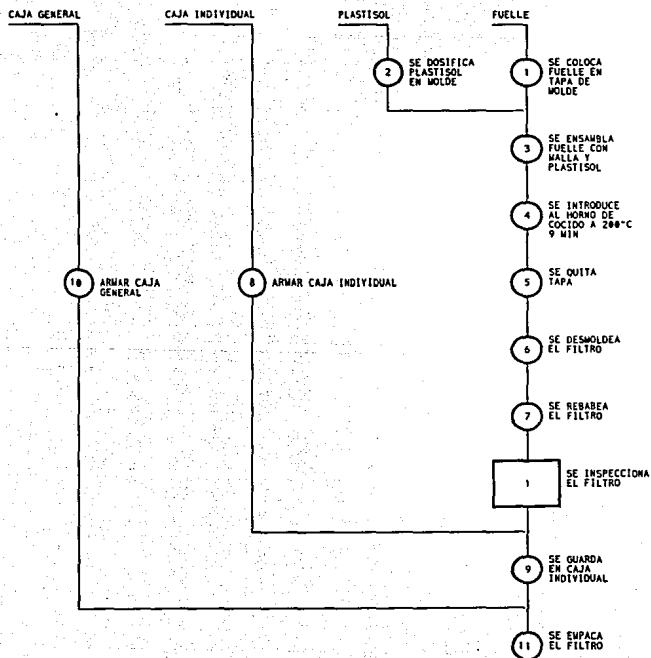 CAJA GENERAL
CAJA INDIVIDUAL
PLASTISOL
FUELLE
2
SE DOSIFICA
PLASTISOL
EN MOLDE
1
SE COLOCA
FUELLE EN
TAPA DE
MOLDE
3
SE ENSAMBLA
FUELLE CON
MALLA Y
PLASTISOL
4
SE INTRODUCE
AL HORNO DE
COCIDO A 200°C
9 MIN
10
ARMAR CAJA
GENERAL
8
ARMAR CAJA INDIVIDUAL
5
SE QUITA
TAPA
6
SE DESMOLDEA
EL FILTRO
7
SE REBABEA
EL FILTRO
1
SE INSPECCIONA
EL FILTRO
9
SE GUARDA
EN CAJA
INDIVIDUAL
11
SE EMPACA
EL FILTRO